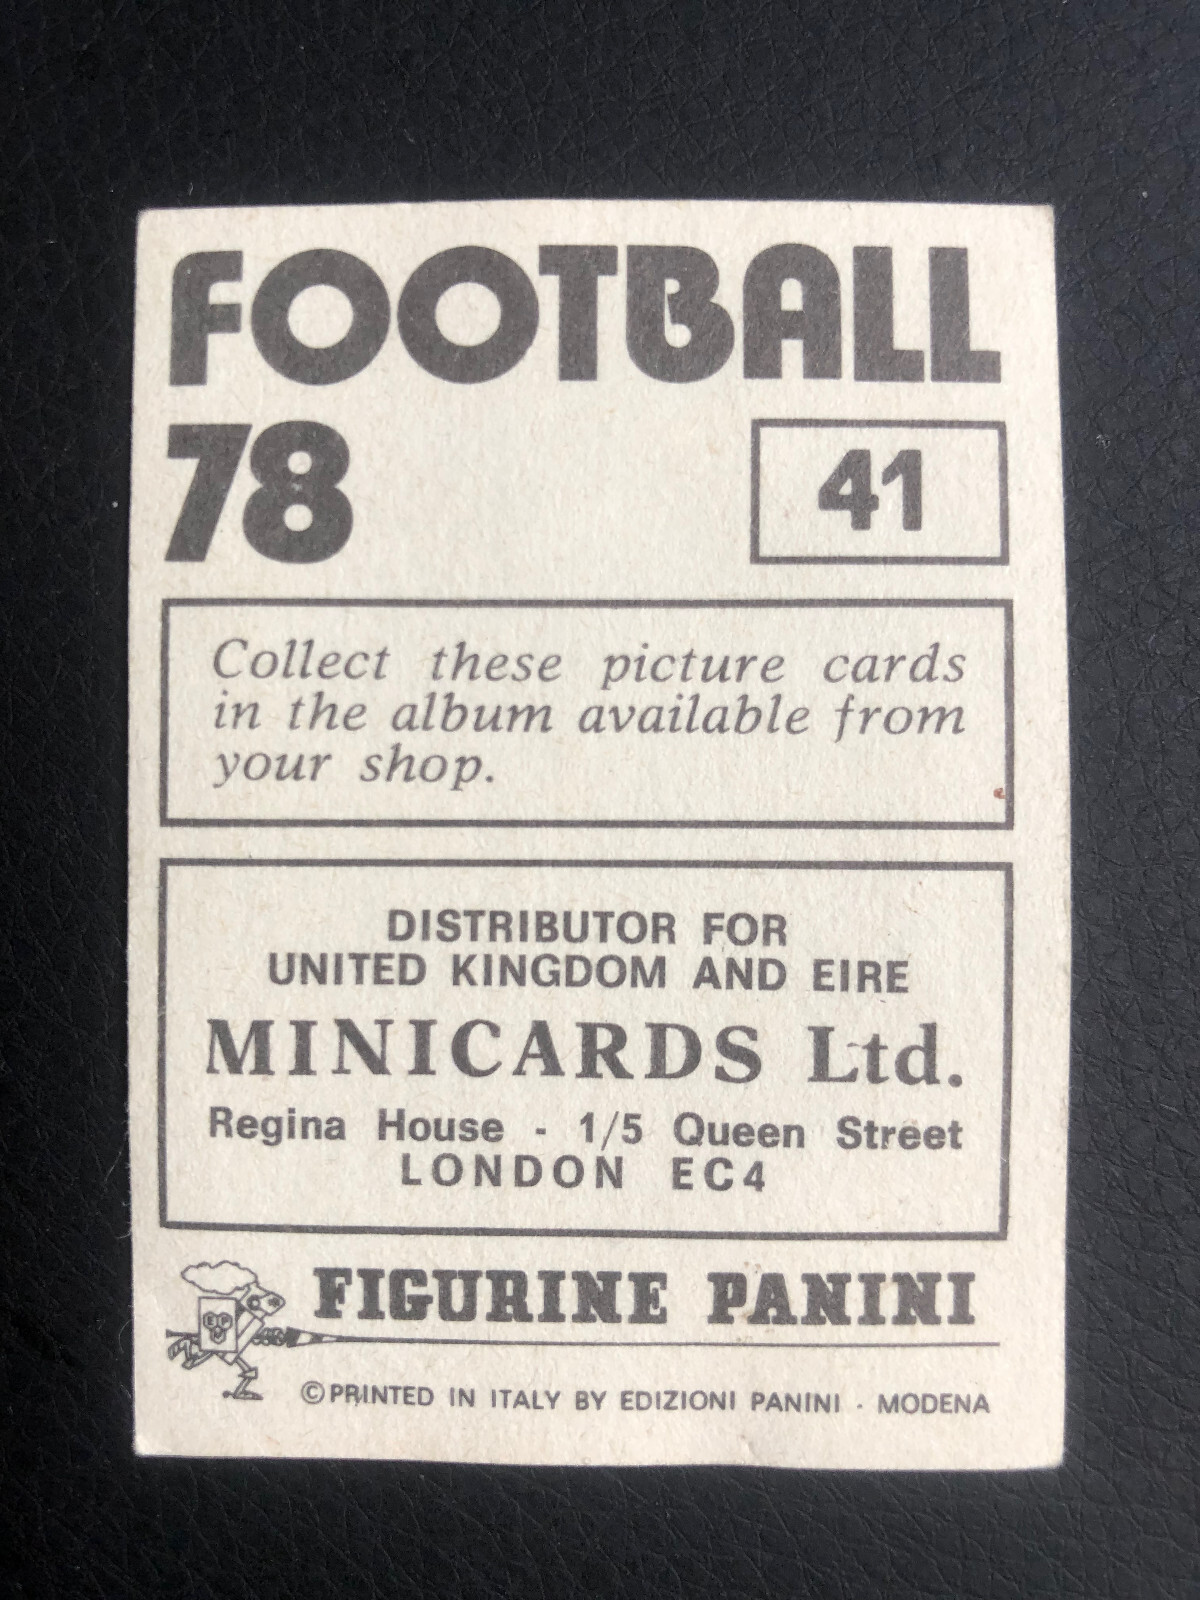 FOOTBALL
78
41
Collect these picture cards
in the album available from
your shop.
DISTRIBUTOR FOR
UNITED KINGDOM AND EIRE
MINICARDS Ltd.
Regina House - 1/5 Queen Street
LONDON EC4
EP
FIGURINE PANINI
©PRINTED IN ITALY BY EDIZIONI PANINI - MODENA